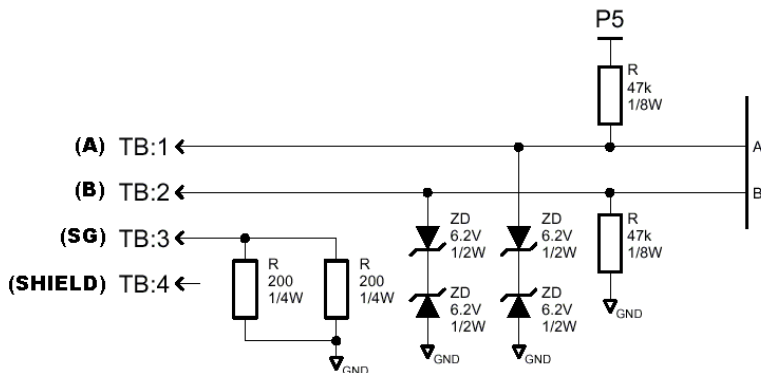 P5
R
47k
1/8W
(A) TB:1
A
(B) TB:2
B
(SG) TB:3
(SHIELD) TB:4
R
200
1/4W
R
200
1/4W
ZD
6.2V
1/2W
ZD
6.2V
1/2W
R
47k
1/8W
ZD
6.2V
1/2W
ZD
6.2V
1/2W
GND
GND
GND
GND